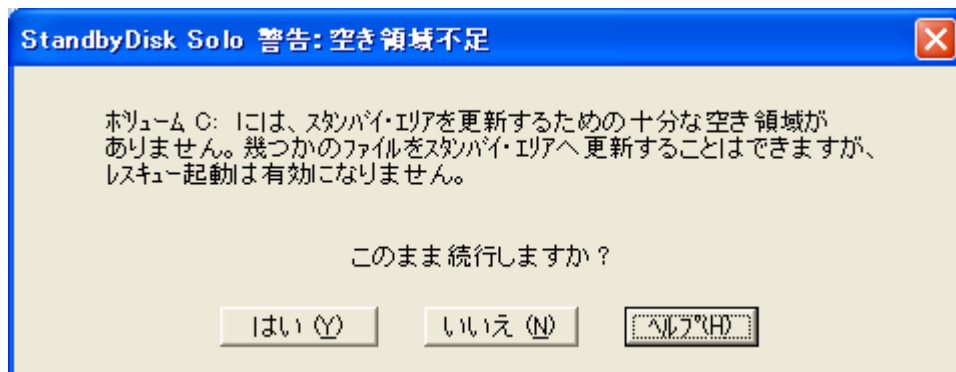 StandbyDisk Solo 警告: 空き領域不足
ボリューム C: には、スタンバイ・エリアを更新するための十分な空き領域が
ありません。幾つかのファイルをスタンバイ・エリアへ更新することはできますが、
レスキュー起動は有効になりません。
このまま続行しますか？
はい (Y)
いいえ (N)
ヘルプ(H)